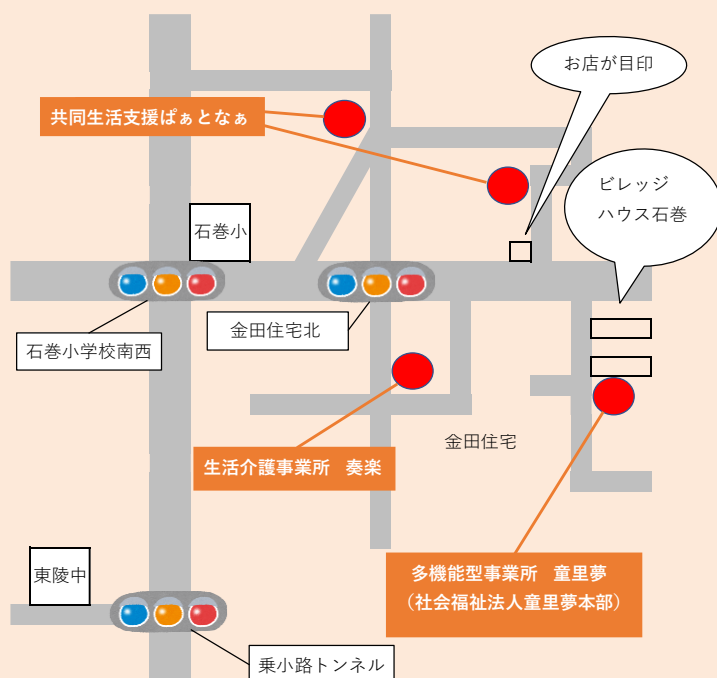 お店が目印
共同生活支援ぱぁとなぁ
ビレッジ
ハウス石巻
石巻小
金田住宅北
石巻小学校南西
金田住宅
生活介護事業所　奏楽
東陵中
多機能型事業所　童里夢
（社会福祉法人童里夢本部）
乗小路トンネル